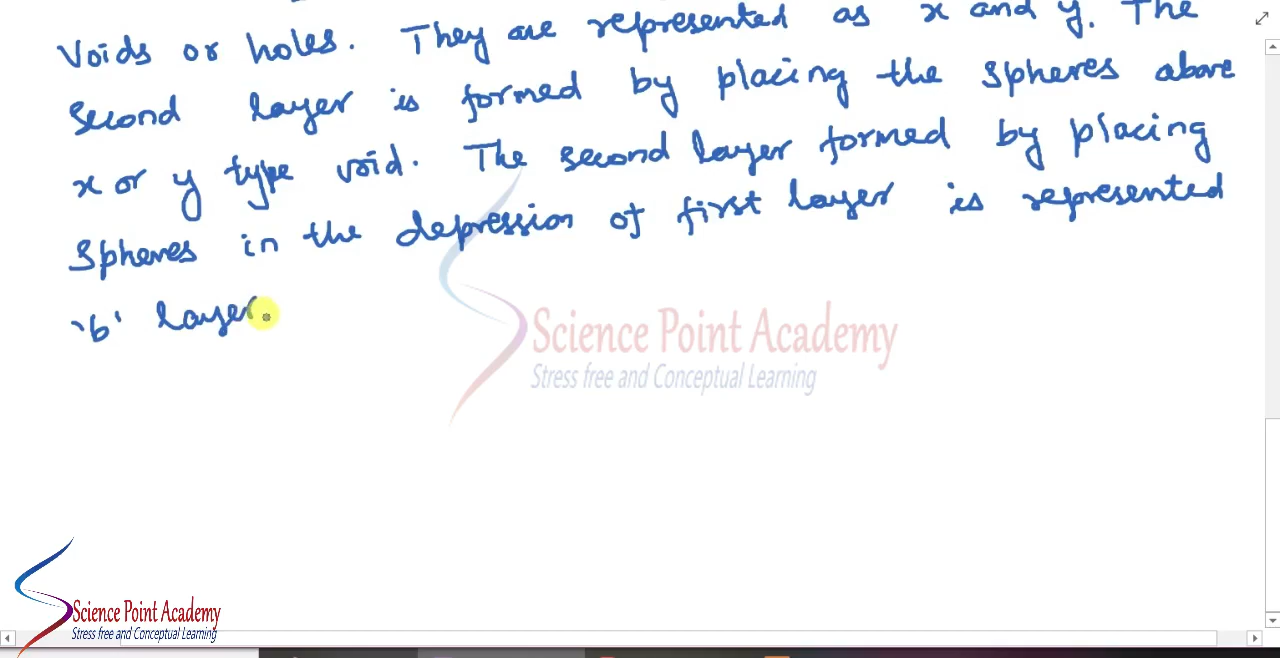 Voids or holes. They are represented as x and y. The
second layer is formed by placing the spheres above
x or y type void. The second layer formed by placing
spheres in the depression of first layer is represented
'b' layer.
Science Point Academy
Stress free and Conceptual Learning
Science Point Academy
Stress free and Conceptual Learning